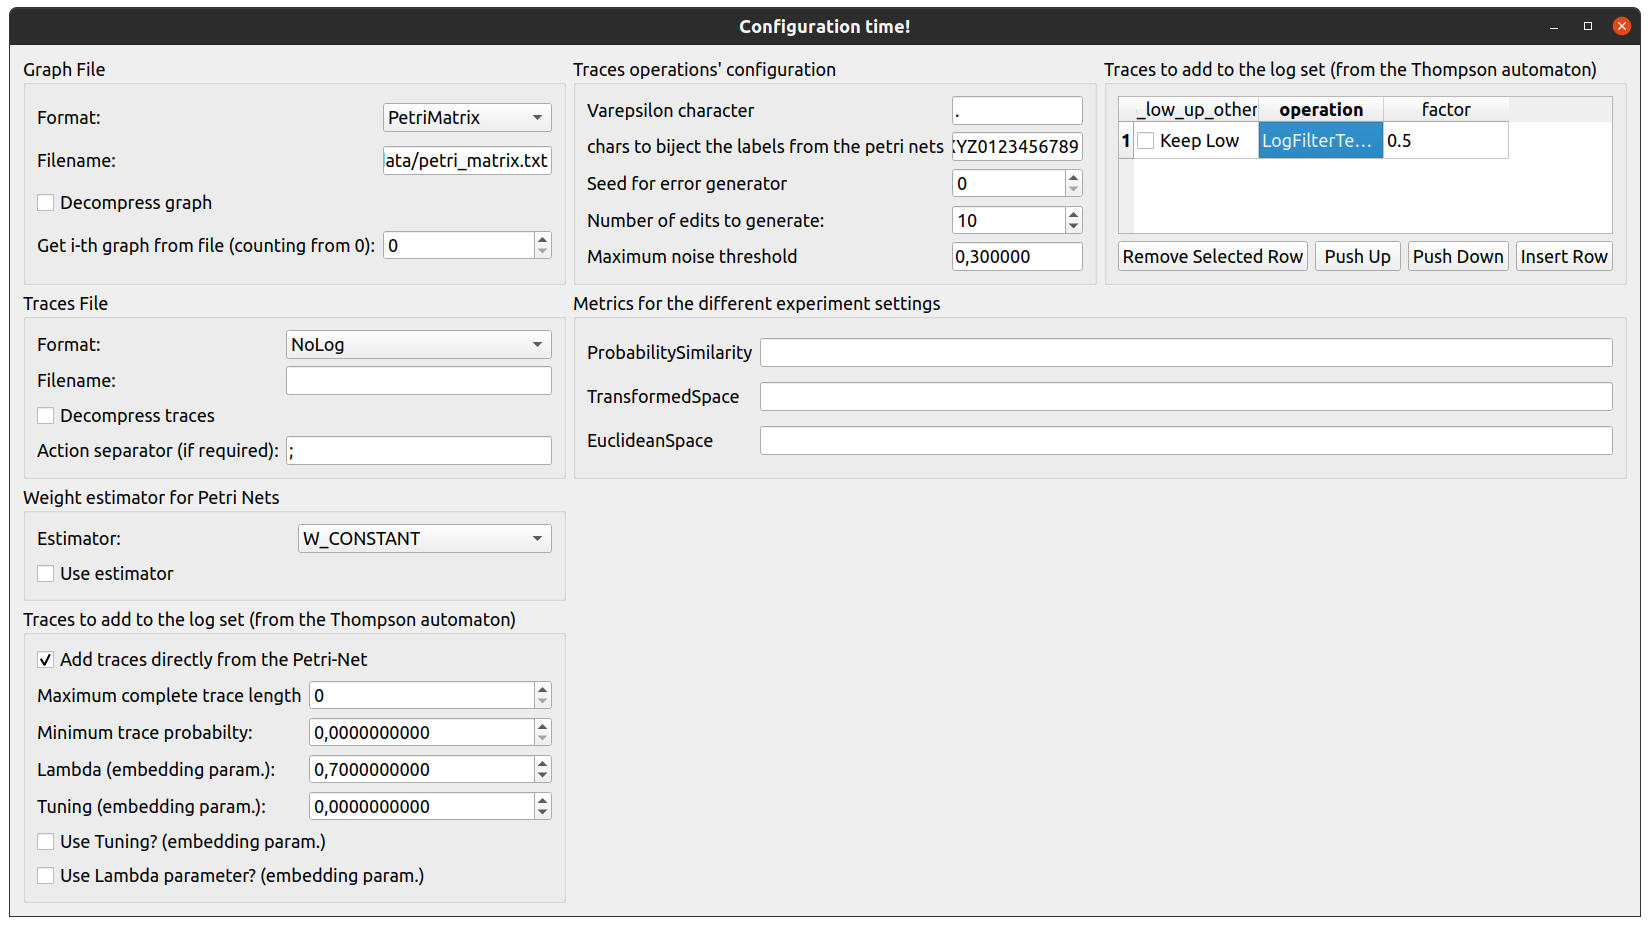 Configuration time!
Graph File
Format: PetriMatrix
Filename: ata/petri_matrix.txt
Decompress graph
Get i-th graph from file (counting from 0): 0
Traces File
Format: NoLog
Filename:
Decompress traces
Action separator (if required): ;
Weight estimator for Petri Nets
Estimator: W_CONSTANT
Use estimator
Traces to add to the log set (from the Thompson automaton)
Add traces directly from the Petri-Net
Maximum complete trace length 0
Minimum trace probabilty: 0,0000000000
Lambda (embedding param.): 0,7000000000
Tuning (embedding param.): 0,0000000000
Use Tuning? (embedding param.)
Use Lambda parameter? (embedding param.)
Traces operations' configuration
Varepsilon character .
chars to biject the labels from the petri nets YZ0123456789
Seed for error generator 0
Number of edits to generate: 10
Maximum noise threshold 0,300000
Traces to add to the log set (from the Thompson automaton)
_low_up_other operation factor
1 Keep Low LogFilterTe... 0.5
Remove Selected Row Push Up Push Down Insert Row
Metrics for the different experiment settings
ProbabilitySimilarity
TransformedSpace
EuclideanSpace